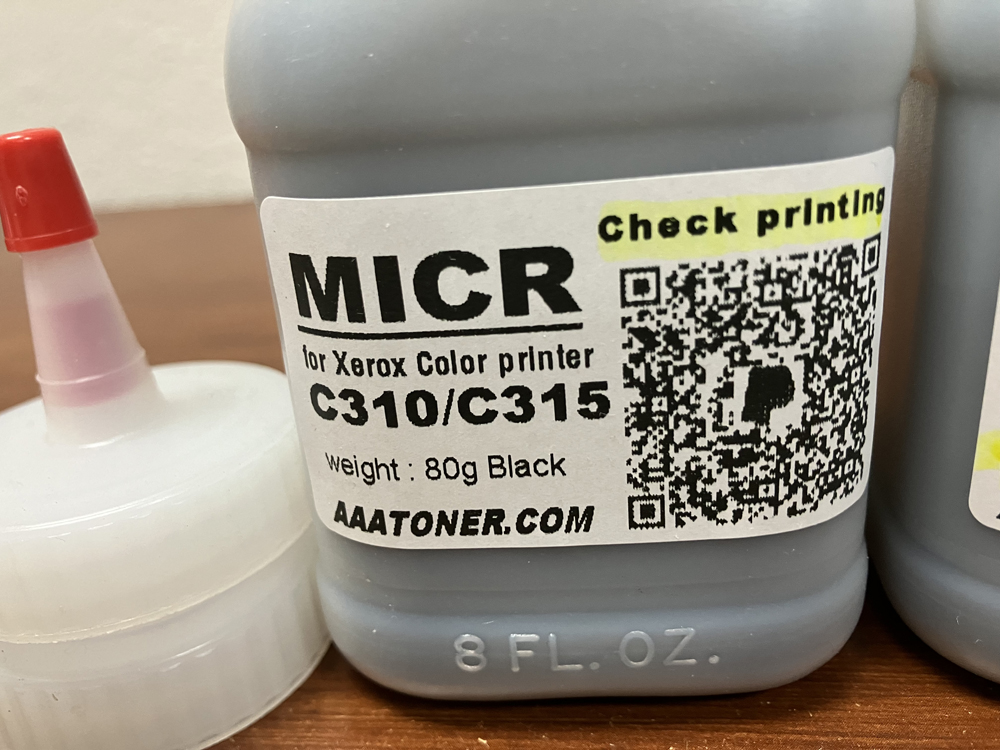 Check printing
MICR
for Xerox Color printer
C310/C315
weight : 80g Black
AAATONER.COM
8 FL. OZ.